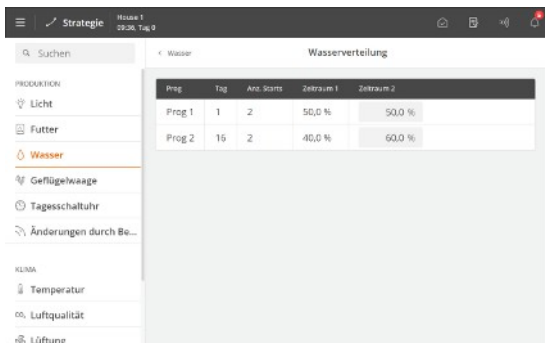 Strategie
House 1
09:36, Tag 0
Suchen
Wasser
Wasserverteilung
PRODUKTION
Licht
Futter
Wasser
Geflügelwaage
Tagesschaltuhr
Änderungen durch Be...
KLIMA
Temperatur
Luftqualität
Lüftung
Prog Tag Anz. Starts Zeitraum 1 Zeitraum 2
Prog 1 1 2 50,0 % 50,0 %
Prog 2 16 2 40,0 % 60,0 %